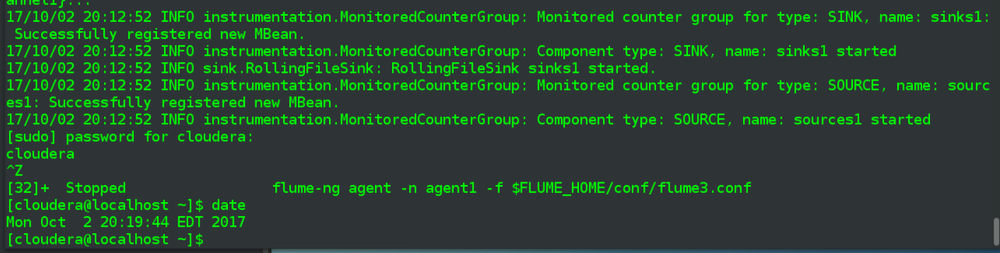 annel1}...
17/10/02 20:12:52 INFO instrumentation.MonitoredCounterGroup: Monitored counter group for type: SINK, name: sinks1:
 Successfully registered new MBean.
17/10/02 20:12:52 INFO instrumentation.MonitoredCounterGroup: Component type: SINK, name: sinks1 started
17/10/02 20:12:52 INFO sink.RollingFileSink: RollingFileSink sinks1 started.
17/10/02 20:12:52 INFO instrumentation.MonitoredCounterGroup: Monitored counter group for type: SOURCE, name: sourc
es1: Successfully registered new MBean.
17/10/02 20:12:52 INFO instrumentation.MonitoredCounterGroup: Component type: SOURCE, name: sources1 started
[sudo] password for cloudera:
cloudera
^Z
[32]+  Stopped                 flume-ng agent -n agent1 -f $FLUME_HOME/conf/flume3.conf
[cloudera@localhost ~]$ date
Mon Oct  2 20:19:44 EDT 2017
[cloudera@localhost ~]$